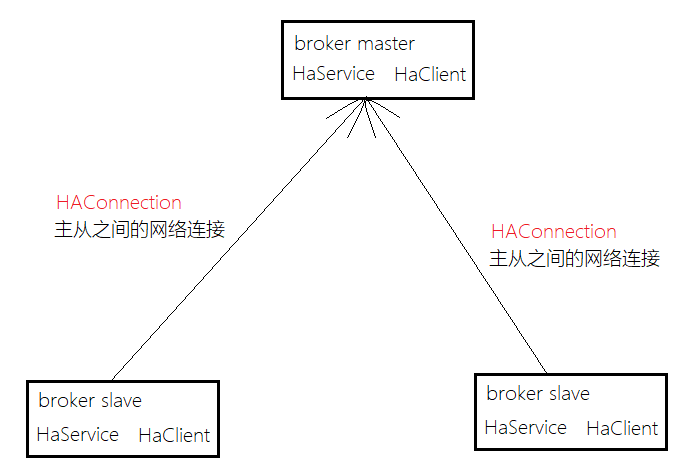 broker master
HaService HaClient
HAConnection
主从之间的网络连接
HAConnection
主从之间的网络连接
broker slave
HaService HaClient
broker slave
HaService HaClient